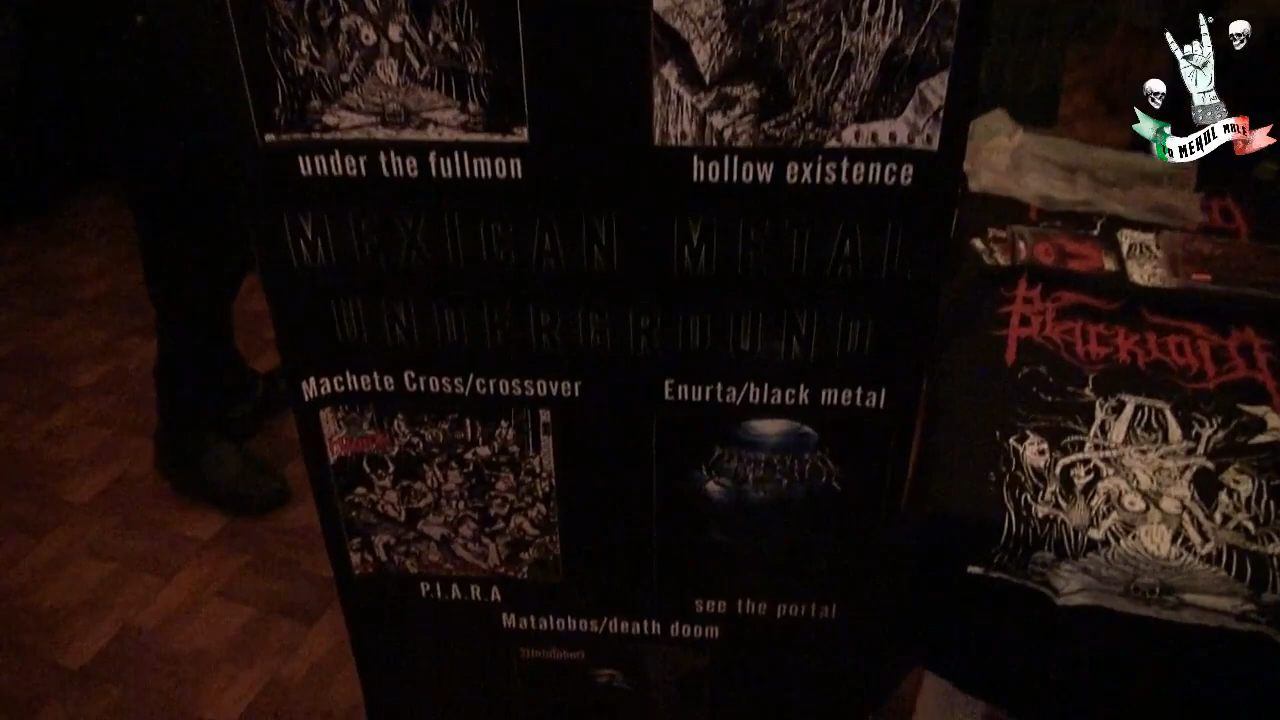 under the fullmon
hollow existence
MEXICAN METAL
UNDERGROUND
Machete Cross/crossover
Enurta/black metal
P.I.A.R.A
see the portal
Matalobos/death doom